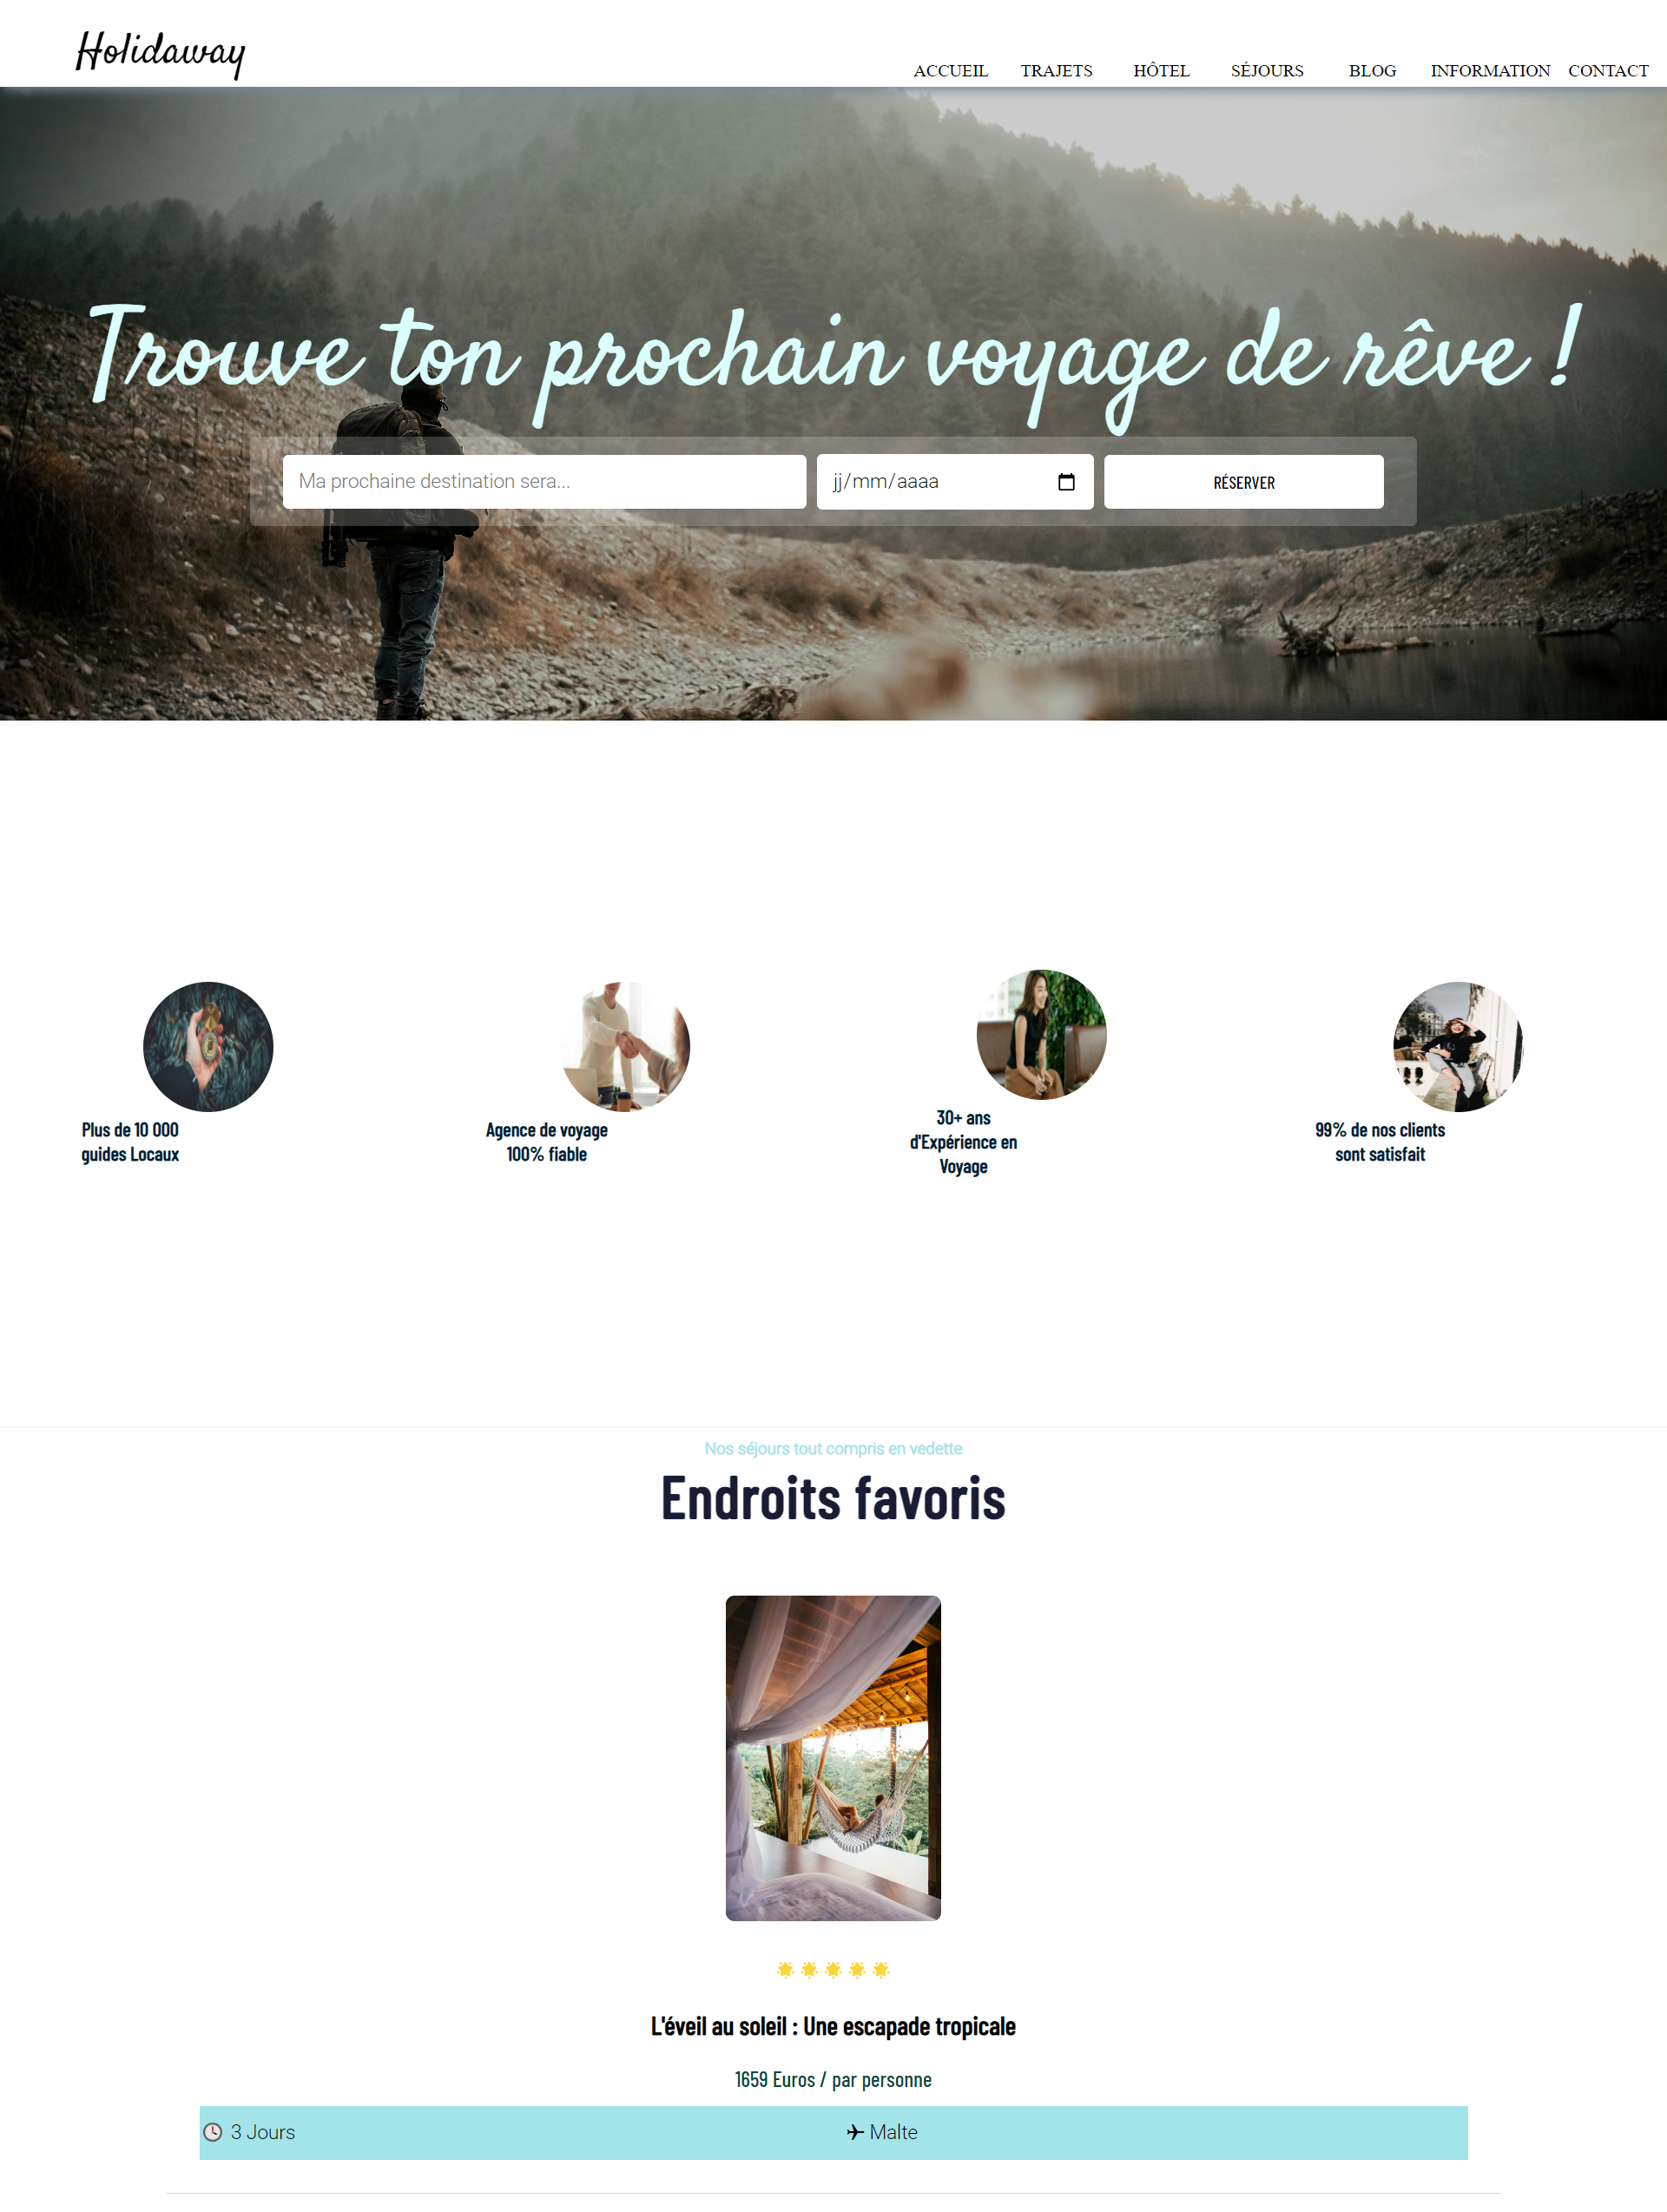 Holidaway
ACCUEIL TRAJETS HÔTEL SÉJOURS BLOG INFORMATION CONTACT
Trouve ton prochain voyage de rêve !
Ma prochaine destination sera... jj/mm/aaaa RÉSERVER
Plus de 10 000
guides Locaux
Agence de voyage
100% fiable
30+ ans
d'Expérience en
Voyage
99% de nos clients
sont satisfait
Nos séjours tout compris en vedette
Endroits favoris
L'éveil au soleil : Une escapade tropicale
1659 Euros / par personne
3 Jours Malte